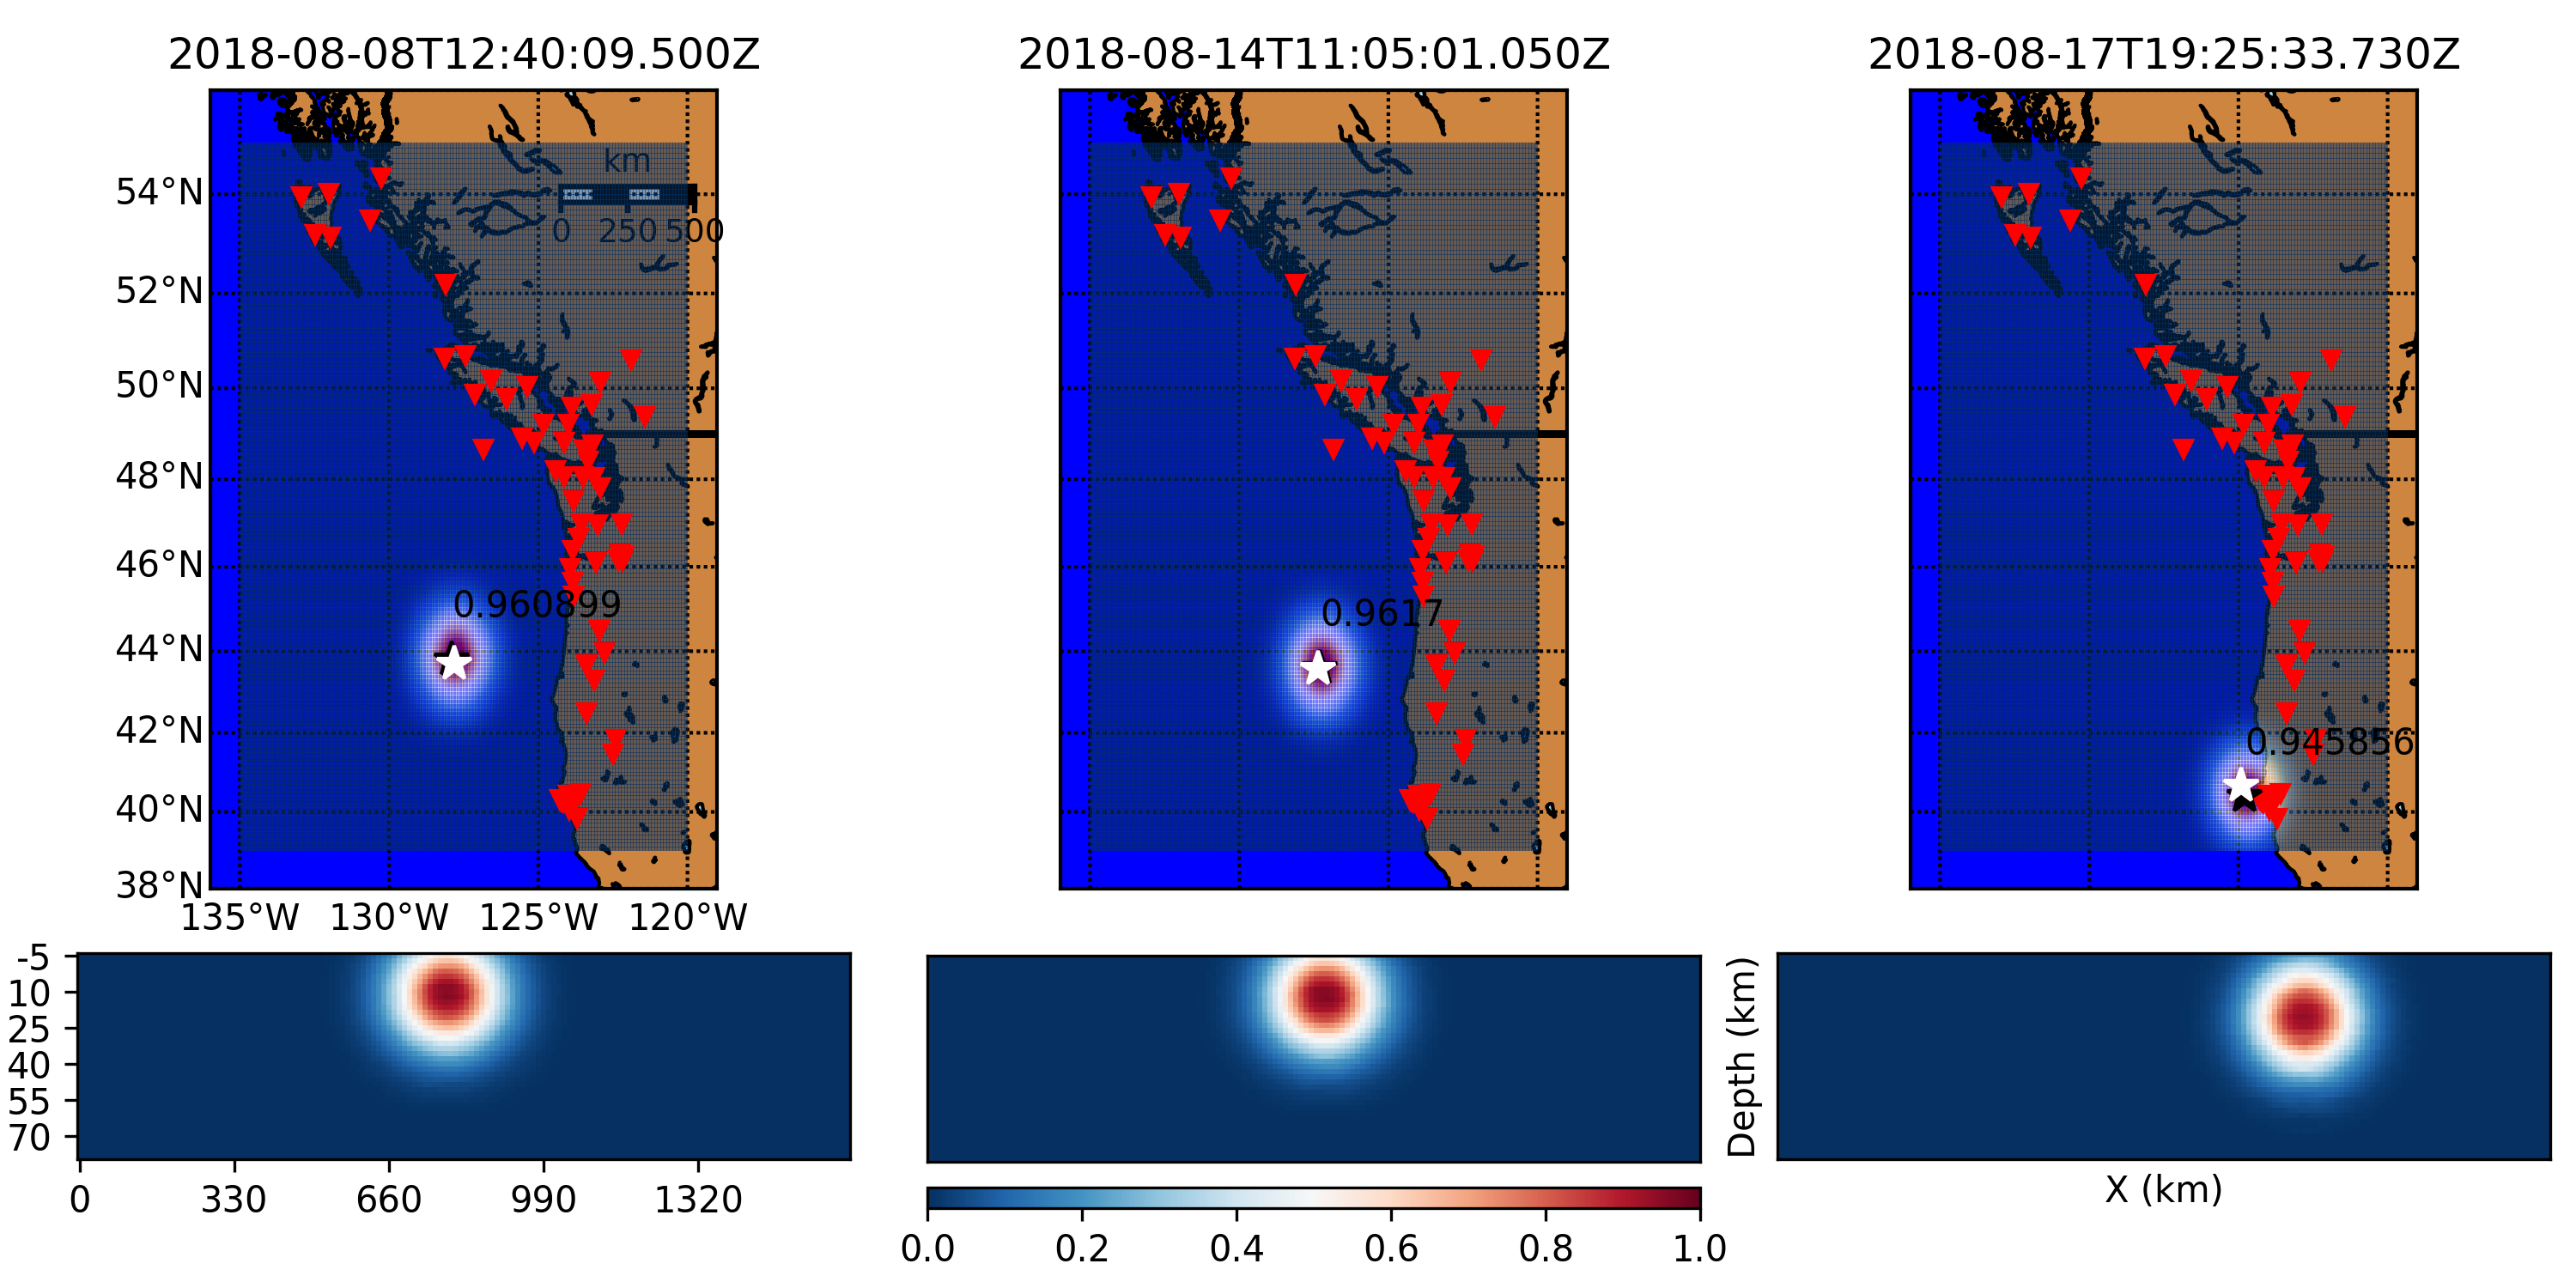 2018-08-08T12:40:09.500Z
2018-08-14T11:05:01.050Z
2018-08-17T19:25:33.730Z
km
0 250 500
54°N
52°N
50°N
48°N
46°N
44°N
42°N
40°N
38°N
135°W 130°W 125°W 120°W
0.960899
0.9617
0.945856
-5
10
25
40
55
70
0 330 660 990 1320
0.0 0.2 0.4 0.6 0.8 1.0
Depth (km)
X (km)